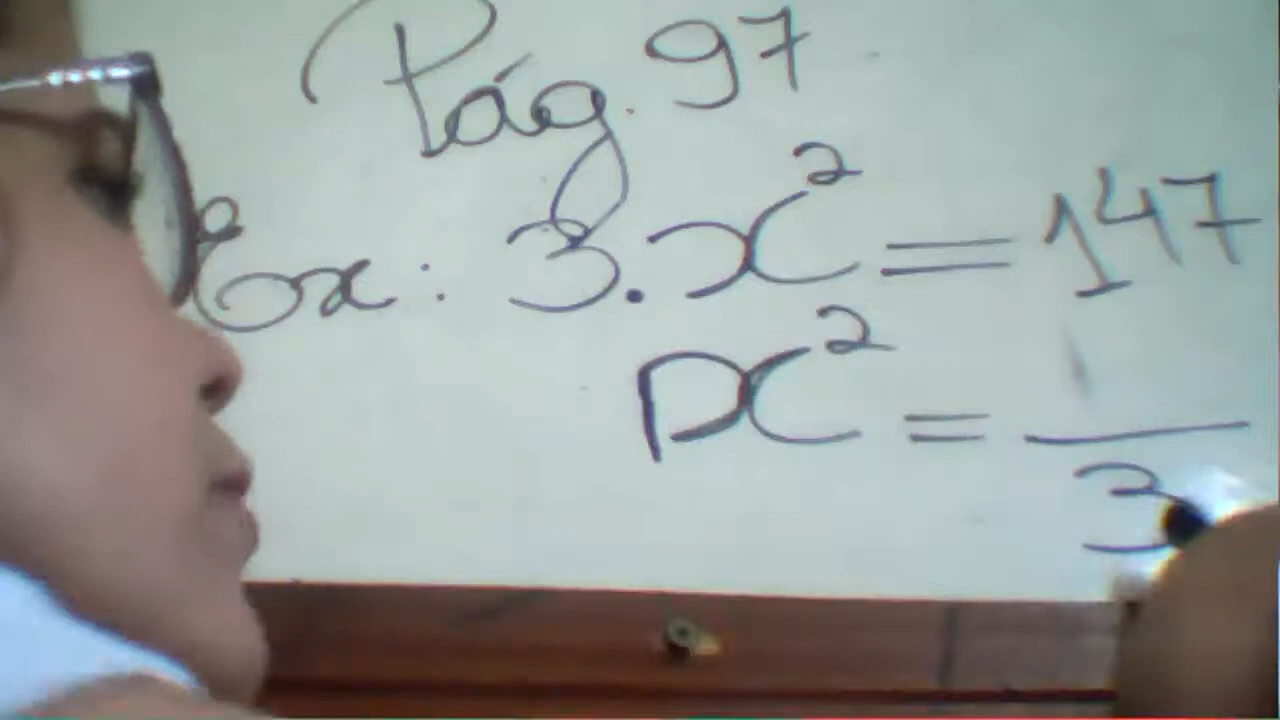 Pág. 97
Ex: 3.x² = 147
x² = —
3